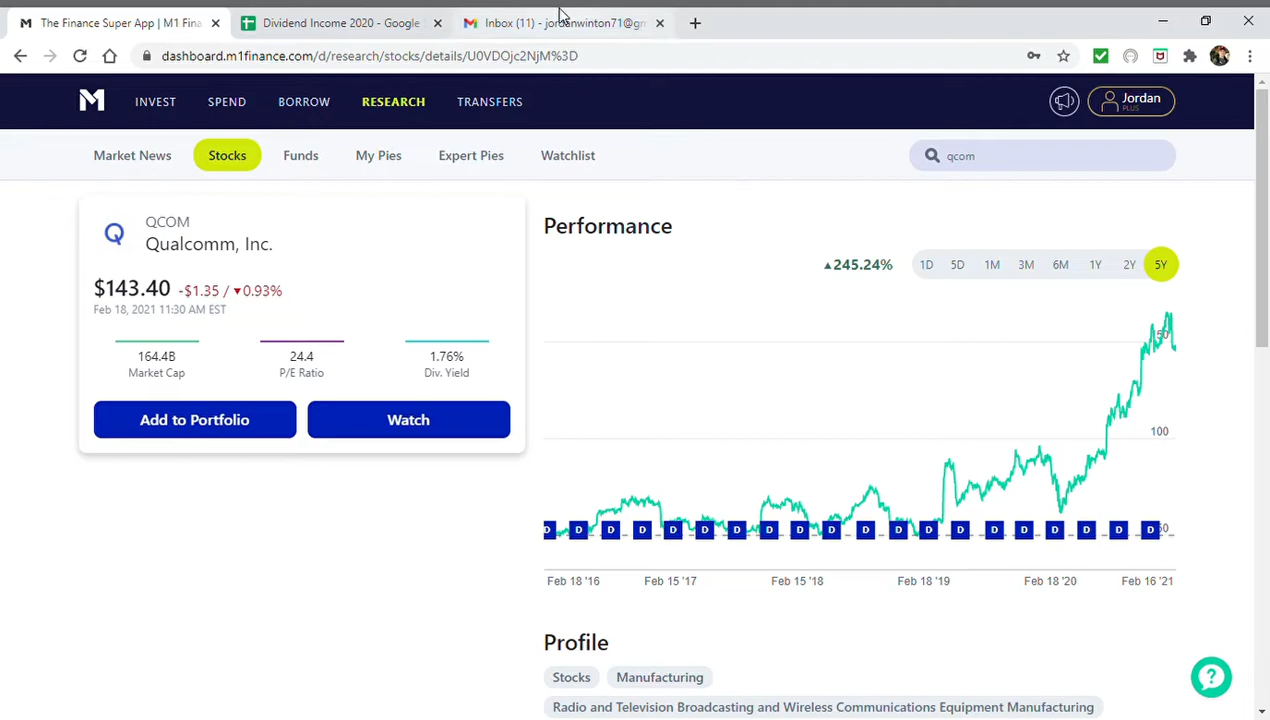 The Finance Super App | M1 Fina
Dividend Income 2020 - Google
Inbox (11) - jordanwinton71@gm
dashboard.m1finance.com/d/research/stocks/details/U0VDOjc2NjM%3D
INVEST SPEND BORROW RESEARCH TRANSFERS
Jordan
PLUS
Market News Stocks Funds My Pies Expert Pies Watchlist
qcom
Q
QCOM
Qualcomm, Inc.
$143.40 -$1.35 / ▼0.93%
Feb 18, 2021 11:30 AM EST
164.4B 24.4 1.76%
Market Cap P/E Ratio Div. Yield
Add to Portfolio Watch
Performance
▲245.24% 1D 5D 1M 3M 6M 1Y 2Y 5Y
100
D D D D D D D D D D D D D D D D D D D D
Feb 18 '16 Feb 15 '17 Feb 15 '18 Feb 18 '19 Feb 18 '20 Feb 16 '21
Profile
Stocks Manufacturing
Radio and Television Broadcasting and Wireless Communications Equipment Manufacturing
?